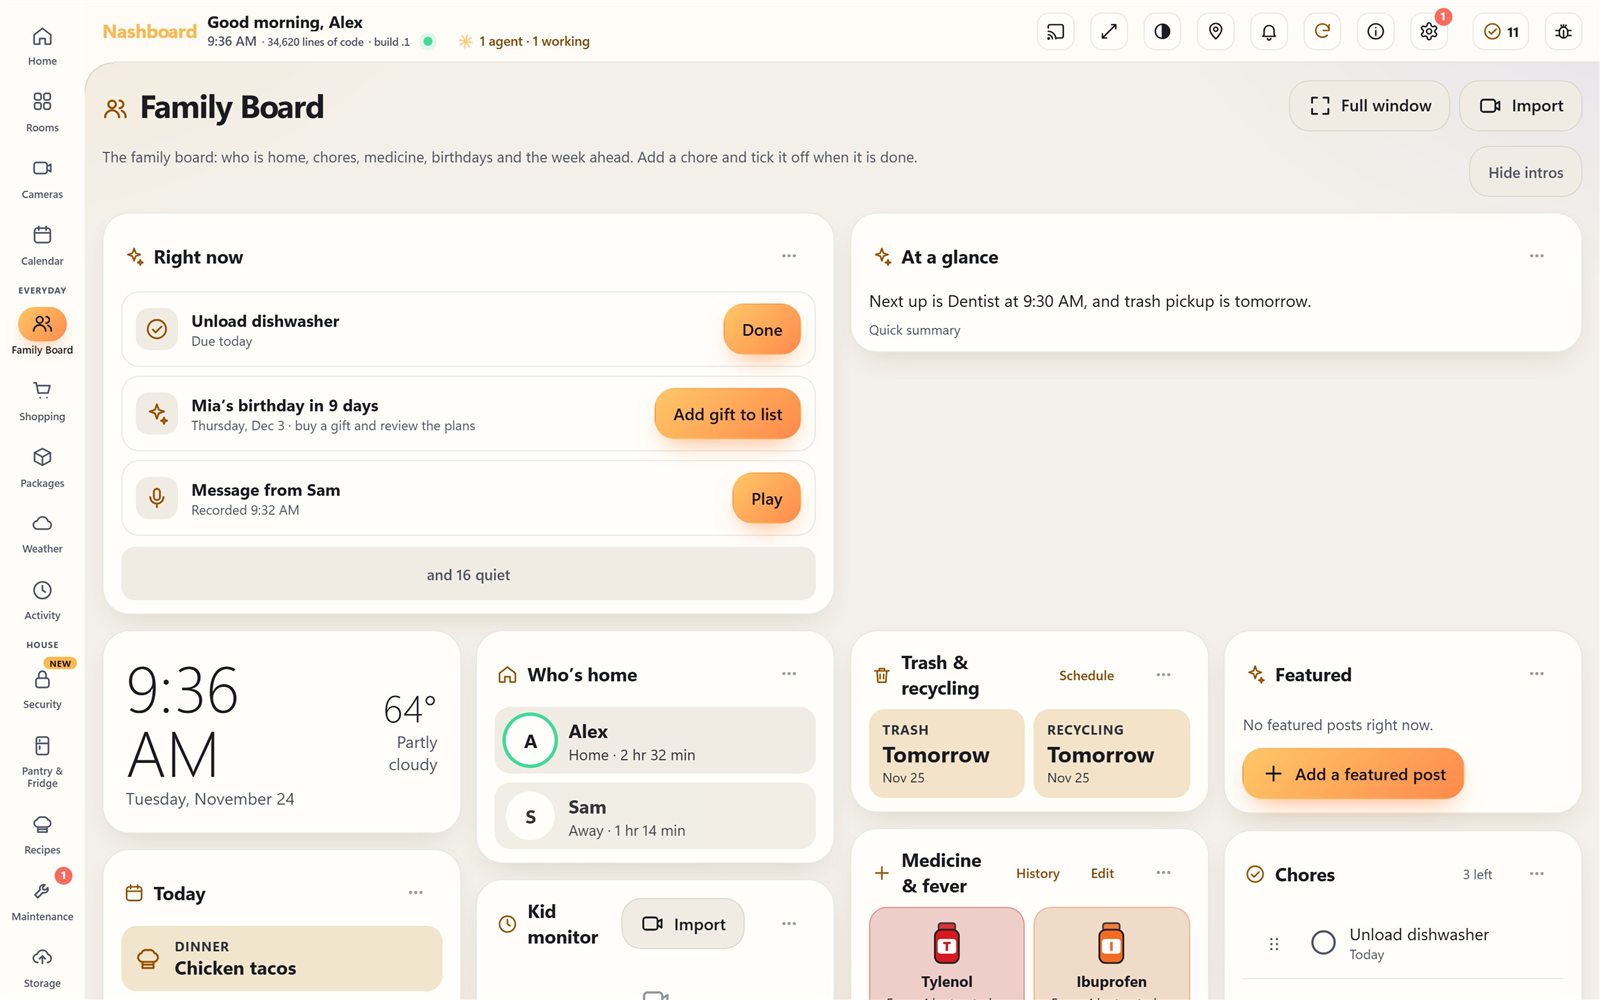 Nashboard
Good morning, Alex
9:36 AM · 34,620 lines of code · build .1
1 agent · 1 working
1
11
Home
Rooms
Cameras
Calendar
EVERYDAY
Family Board
Shopping
Packages
Weather
Activity
HOUSE
NEW
Security
Pantry &
Fridge
Recipes
1
Maintenance
Storage
Family Board
Full window
Import
The family board: who is home, chores, medicine, birthdays and the week ahead. Add a chore and tick it off when it is done.
Hide intros
Right now
Unload dishwasher
Due today
Done
Mia’s birthday in 9 days
Thursday, Dec 3 · buy a gift and review the plans
Add gift to list
Message from Sam
Recorded 9:32 AM
Play
and 16 quiet
At a glance
Next up is Dentist at 9:30 AM, and trash pickup is tomorrow.
Quick summary
9:36
AM
64°
Partly
cloudy
Tuesday, November 24
Today
DINNER
Chicken tacos
Who’s home
A
Alex
Home · 2 hr 32 min
S
Sam
Away · 1 hr 14 min
Kid
monitor
Import
Trash &
recycling
Schedule
TRASH
Tomorrow
Nov 25
RECYCLING
Tomorrow
Nov 25
Medicine
& fever
History
Edit
T
Tylenol
I
Ibuprofen
Featured
No featured posts right now.
Add a featured post
Chores
3 left
Unload dishwasher
Today